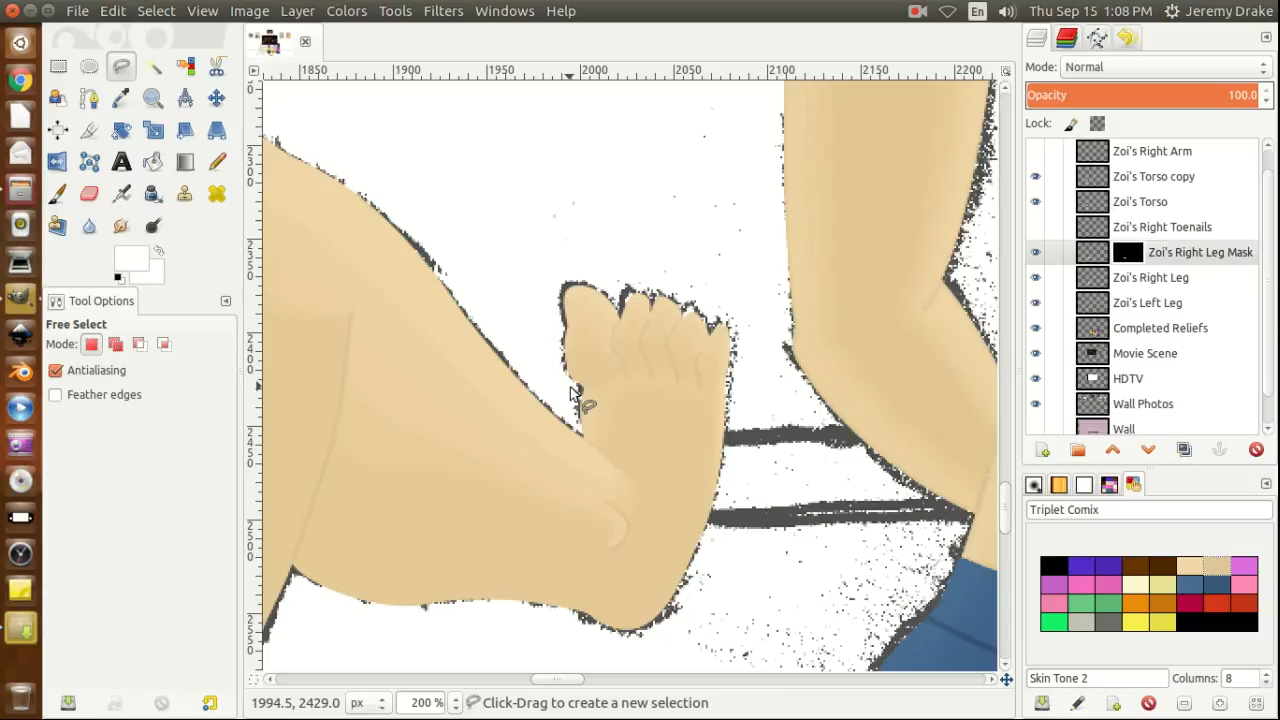 File Edit Select View Image Layer Colors Tools Filters Windows Help
En Thu Sep 15 1:08 PM Jeremy Drake
1850 1900 1950 2000 2050 2100 2150 2200
Mode: Normal
Opacity 100.0
Lock:
Zoi's Right Arm
Zoi's Torso copy
Zoi's Torso
Zoi's Right Toenails
Zoi's Right Leg Mask
Zoi's Right Leg
Zoi's Left Leg
Completed Reliefs
Movie Scene
HDTV
Wall Photos
Wall
Tool Options
Free Select
Mode:
Antialiasing
Feather edges
Triplet Comix
Skin Tone 2 Columns: 8
1994.5, 2429.0 px 200 % Click-Drag to create a new selection